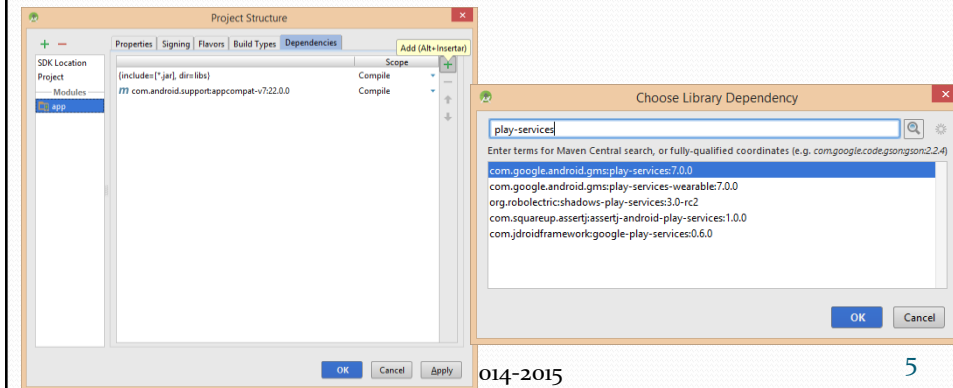 Project Structure
Properties Signing Flavors Build Types Dependencies
Add (Alt+Insertar)
SDK Location
Project
Modules
app
Scope
{include=[*.jar], dir=libs} Compile
m com.android.support:appcompat-v7:22.0.0 Compile
OK Cancel Apply
Choose Library Dependency
play-services
Enter terms for Maven Central search, or fully-qualified coordinates (e.g. com.google.code.gson:gson:2.2.4)
com.google.android.gms:play-services:7.0.0
com.google.android.gms:play-services-wearable:7.0.0
org.robolectric:shadows-play-services:3.0-rc2
com.squareup.assertj:assertj-android-play-services:1.0.0
com.jdroidframework:google-play-services:0.6.0
OK Cancel
014-2015
5